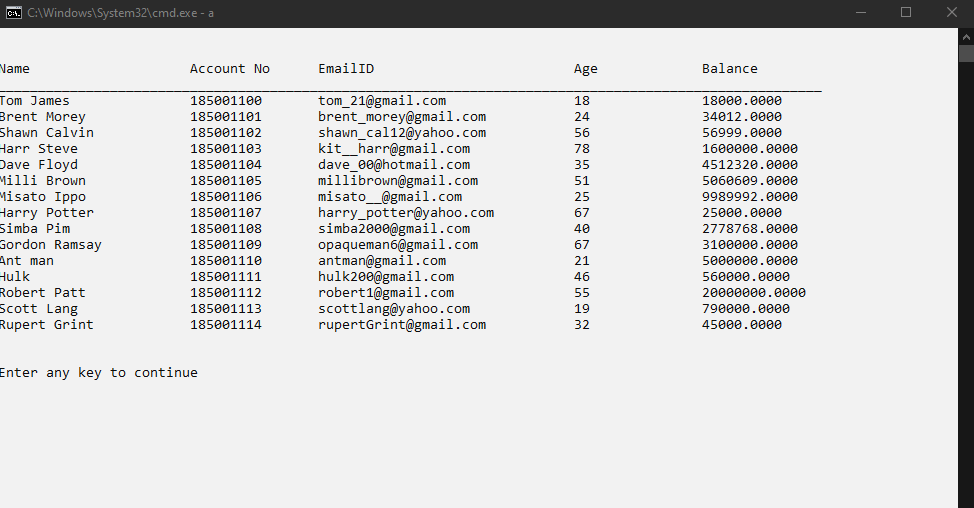 C:\Windows\System32\cmd.exe - a
Name Account No EmailID Age Balance
Tom James 185001100 tom_21@gmail.com 18 18000.0000
Brent Morey 185001101 brent_morey@gmail.com 24 34012.0000
Shawn Calvin 185001102 shawn_cal12@yahoo.com 56 56999.0000
Harr Steve 185001103 kit__harr@gmail.com 78 1600000.0000
Dave Floyd 185001104 dave_00@hotmail.com 35 4512320.0000
Milli Brown 185001105 millibrown@gmail.com 51 5060609.0000
Misato Ippo 185001106 misato__@gmail.com 25 9989992.0000
Harry Potter 185001107 harry_potter@yahoo.com 67 25000.0000
Simba Pim 185001108 simba2000@gmail.com 40 2778768.0000
Gordon Ramsay 185001109 opaqueman6@gmail.com 67 3100000.0000
Ant man 185001110 antman@gmail.com 21 5000000.0000
Hulk 185001111 hulk200@gmail.com 46 560000.0000
Robert Patt 185001112 robert1@gmail.com 55 20000000.0000
Scott Lang 185001113 scottlang@yahoo.com 19 790000.0000
Rupert Grint 185001114 rupertGrint@gmail.com 32 45000.0000
Enter any key to continue